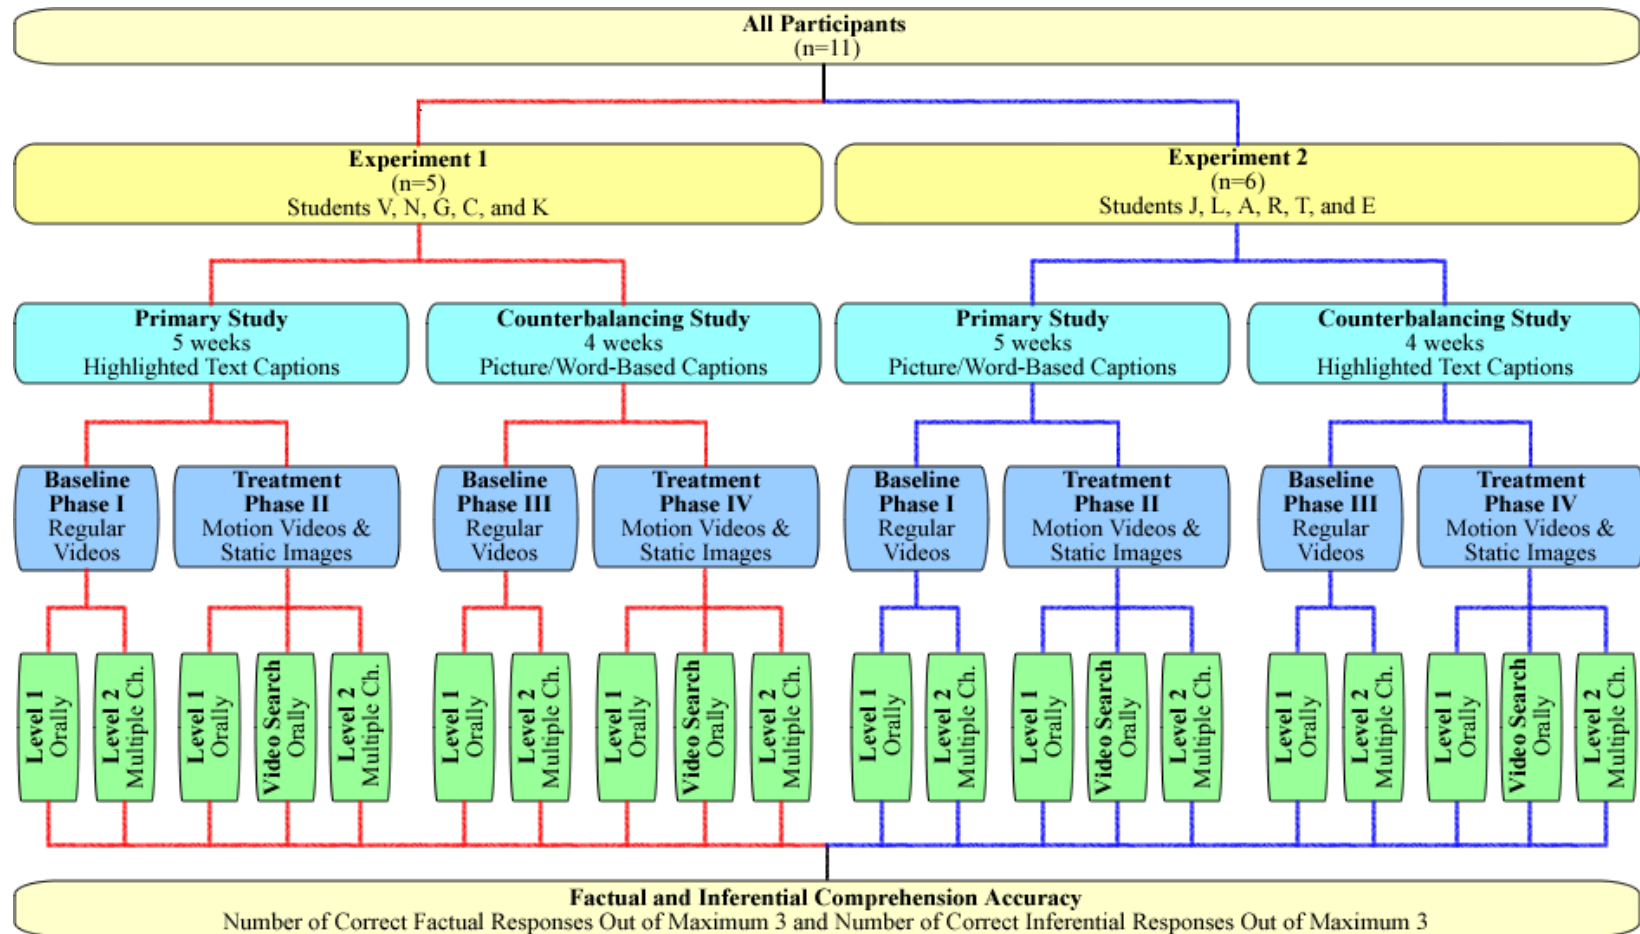 All Participants
(n=11)
Experiment 1
(n=5)
Students V, N, G, C, and K
Experiment 2
(n=6)
Students J, L, A, R, T, and E
Primary Study
5 weeks
Highlighted Text Captions
Counterbalancing Study
4 weeks
Picture/Word-Based Captions
Primary Study
5 weeks
Picture/Word-Based Captions
Counterbalancing Study
4 weeks
Highlighted Text Captions
Baseline
Phase I
Regular
Videos
Treatment
Phase II
Motion Videos &
Static Images
Baseline
Phase III
Regular
Videos
Treatment
Phase IV
Motion Videos &
Static Images
Baseline
Phase I
Regular
Videos
Treatment
Phase II
Motion Videos &
Static Images
Baseline
Phase III
Regular
Videos
Treatment
Phase IV
Motion Videos &
Static Images
Level 1
Orally
Level 2
Multiple Ch.
Level 1
Orally
Video Search
Orally
Level 2
Multiple Ch.
Level 1
Orally
Level 2
Multiple Ch.
Level 1
Orally
Video Search
Orally
Level 2
Multiple Ch.
Level 1
Orally
Level 2
Multiple Ch.
Level 1
Orally
Video Search
Orally
Level 2
Multiple Ch.
Level 1
Orally
Level 2
Multiple Ch.
Level 1
Orally
Video Search
Orally
Level 2
Multiple Ch.
Factual and Inferential Comprehension Accuracy
Number of Correct Factual Responses Out of Maximum 3 and Number of Correct Inferential Responses Out of Maximum 3